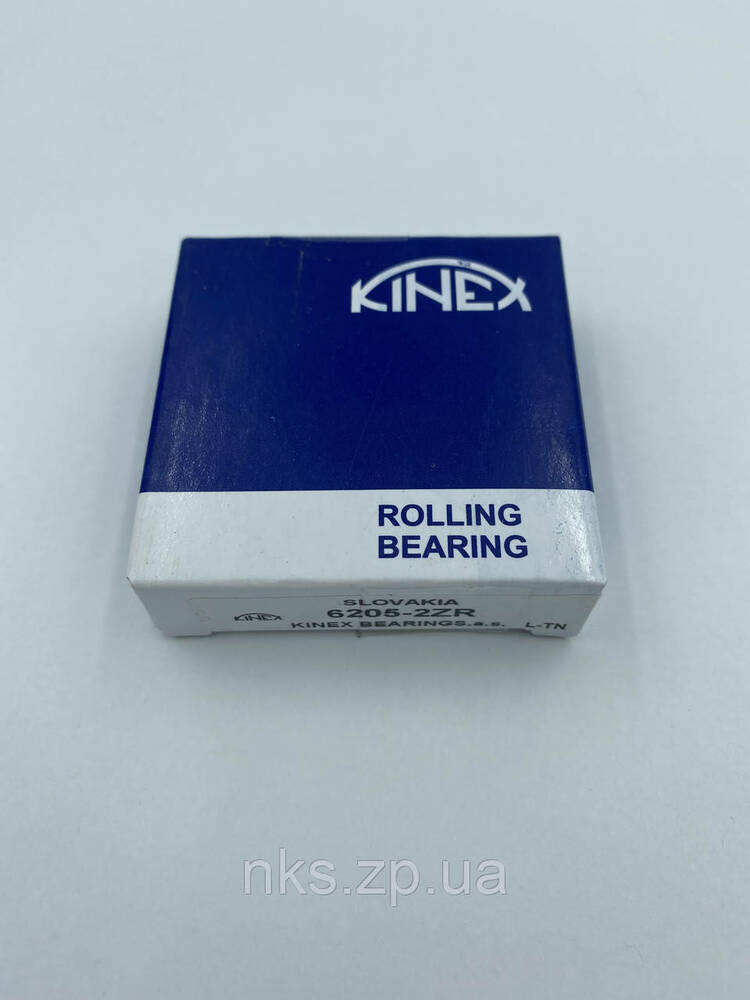 KINEX
ROLLING
BEARING
SLOVAKIA
KINEX 6205-2ZR
KINEX BEARINGS,a.s. L-TN
nks.zp.ua